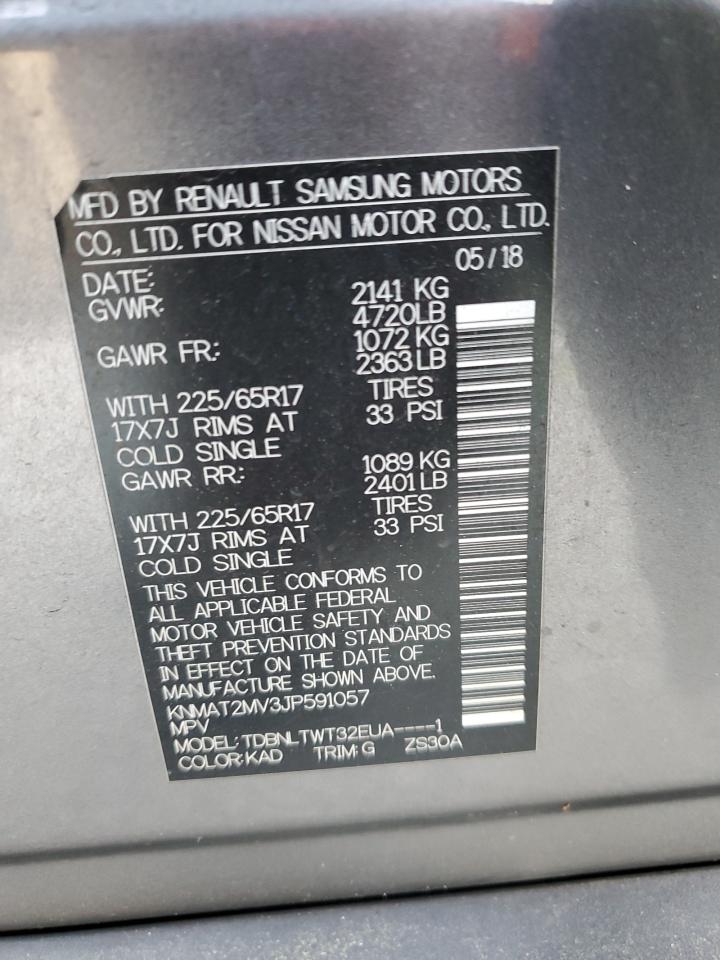 MFD BY RENAULT SAMSUNG MOTORS
CO., LTD. FOR NISSAN MOTOR CO., LTD.
DATE: 05/18
GVWR: 2141 KG
4720LB
GAWR FR: 1072 KG
2363LB
WITH 225/65R17 TIRES
17X7J RIMS AT 33 PSI
COLD SINGLE
GAWR RR: 1089 KG
2401LB
WITH 225/65R17 TIRES
17X7J RIMS AT 33 PSI
COLD SINGLE
THIS VEHICLE CONFORMS TO
ALL APPLICABLE FEDERAL
MOTOR VEHICLE SAFETY AND
THEFT PREVENTION STANDARDS
IN EFFECT ON THE DATE OF
MANUFACTURE SHOWN ABOVE.
KNMAT2MV3JP591057
MPV
MODEL: TDBNLTWT32EUA----1
COLOR:KAD TRIM:G ZS30A